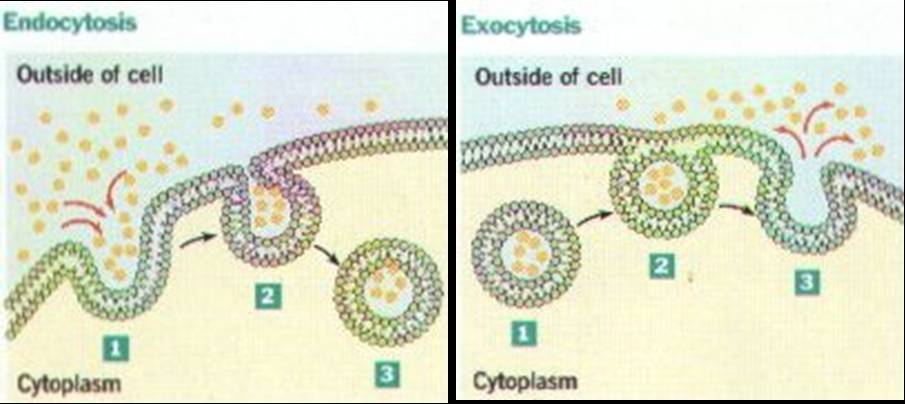 Endocytosis
Outside of cell
1
2
3
Cytoplasm
Exocytosis
Outside of cell
1
2
3
Cytoplasm